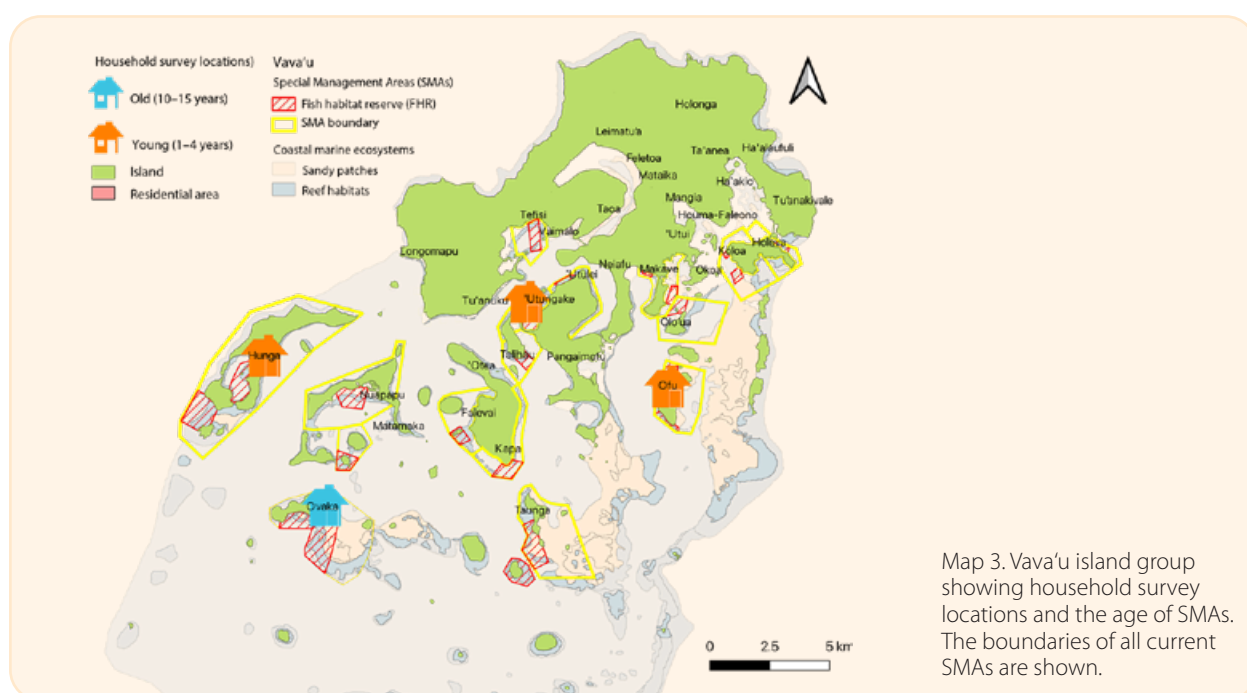 Household survey locations)
Old (10–15 years)
Young (1–4 years)
Island
Residential area
Vava'u
Special Management Areas (SMAs)
Fish habitat reserve (FHR)
SMA boundary
Coastal marine ecosystems
Sandy patches
Reef habitats
Holonga
Leimatu'a
Feletoa
Ta'anea
Mataika
Ha'akio
Tu'anakivale
Mangia
Taoa
Houma-Faleono
Tefisi
Vaimalo
'Utui
Longomapu
Koloa
Holeva
Neiafu
Makave
Okoa
'Utulei
Tu'anuku
'Utungake
Olo'ua
Hunga
Talihau
Pangaimotu
'Otea
Ofu
Nuapapu
Falevai
Matamaka
Kapa
Ovaka
Taunga
0 2.5 5 km
Map 3. Vava'u island group
showing household survey
locations and the age of SMAs.
The boundaries of all current
SMAs are shown.